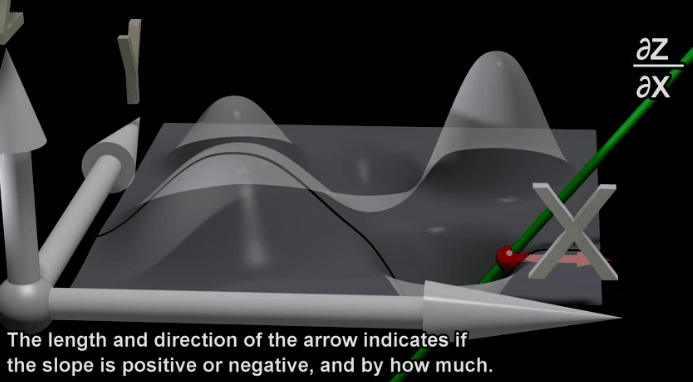 Y
∂Z
∂X
X
The length and direction of the arrow indicates if
the slope is positive or negative, and by how much.